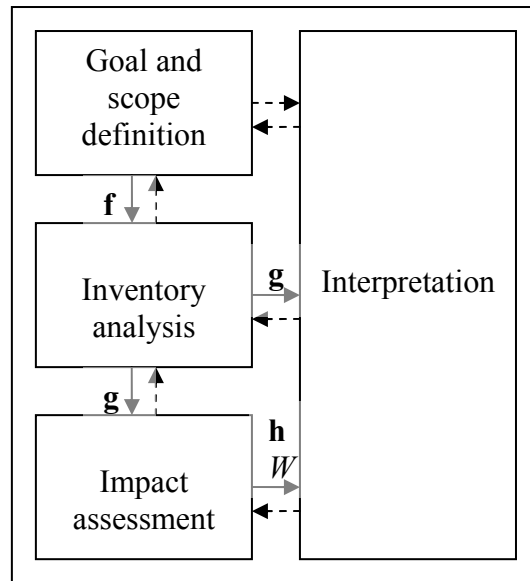 Goal and
scope
definition
f
Inventory
analysis
g
Interpretation
g
h
W
Impact
assessment